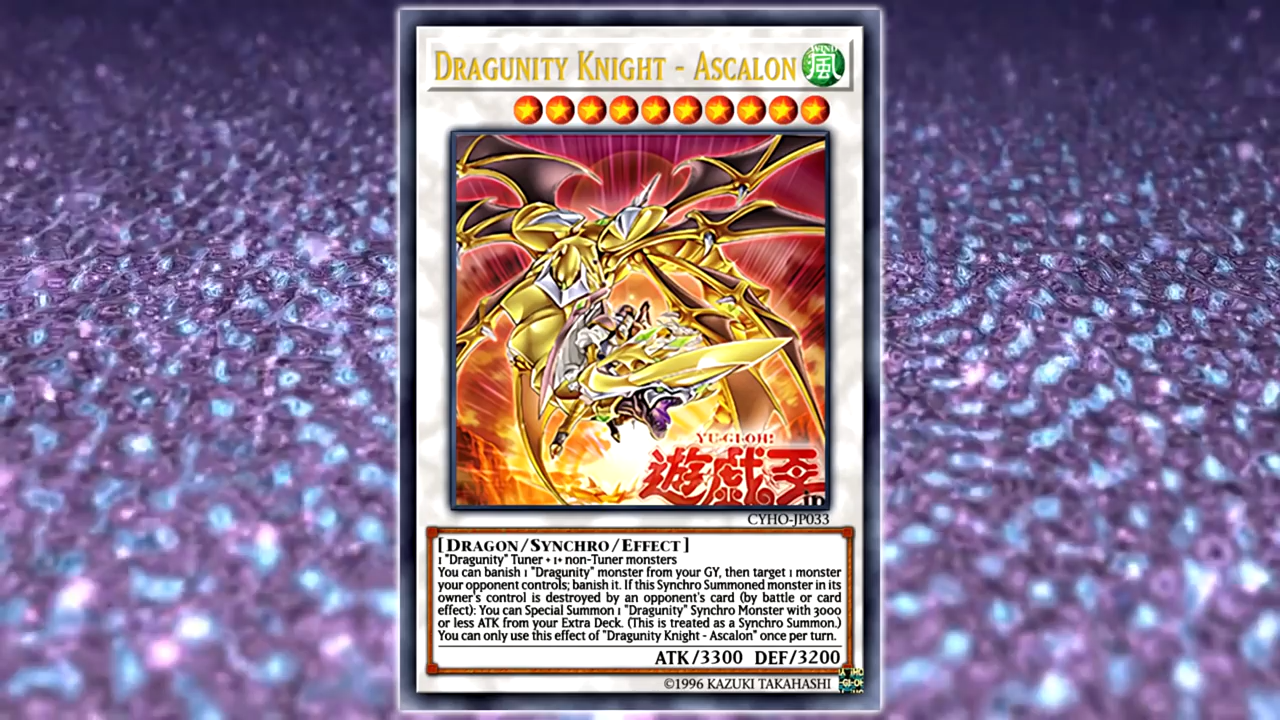 Dragunity Knight - Ascalon
WIND
風
YU-GI-OH!
遊戯王
jp
CYHO-JP033
[Dragon/Synchro/Effect]
1 "Dragunity" Tuner + 1+ non-Tuner monsters
You can banish 1 "Dragunity" monster from your GY, then target 1 monster
your opponent controls; banish it. If this Synchro Summoned monster in its
owner's control is destroyed by an opponent's card (by battle or card
effect): You can Special Summon 1 "Dragunity" Synchro Monster with 3000
or less ATK from your Extra Deck. (This is treated as a Synchro Summon.)
You can only use this effect of "Dragunity Knight - Ascalon" once per turn.
ATK/3300 DEF/3200
©1996 KAZUKI TAKAHASHI